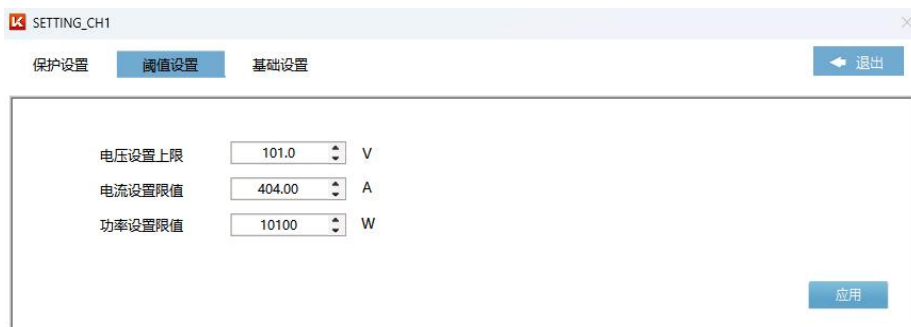 SETTING_CH1
保护设置 阈值设置 基础设置 退出
电压设置上限 101.0 V
电流设置限值 404.00 A
功率设置限值 10100 W
应用